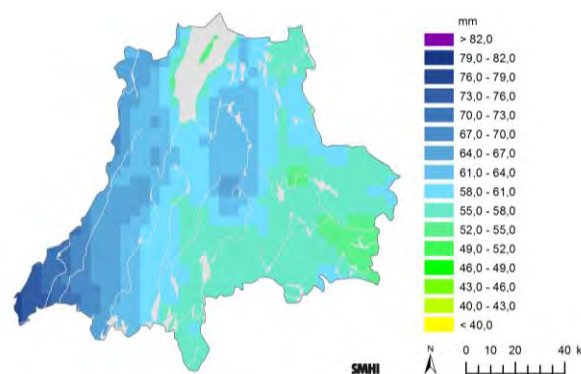 mm
> 82,0
79,0 - 82,0
76,0 - 79,0
73,0 - 76,0
70,0 - 73,0
67,0 - 70,0
64,0 - 67,0
61,0 - 64,0
58,0 - 61,0
55,0 - 58,0
52,0 - 55,0
49,0 - 52,0
46,0 - 49,0
43,0 - 46,0
40,0 - 43,0
< 40,0
SMHI
N
0 10 20 40 k